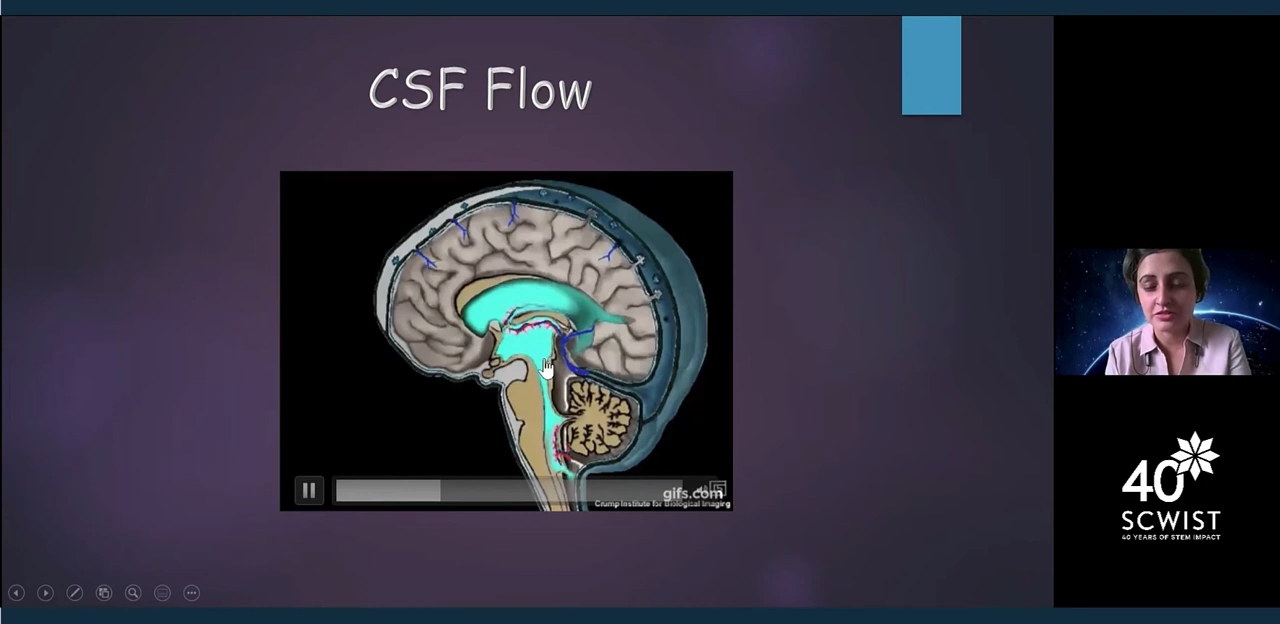 CSF Flow
gifs.com
Crump Institute for Biological Imaging
40
SCWIST
40 YEARS OF STEM IMPACT